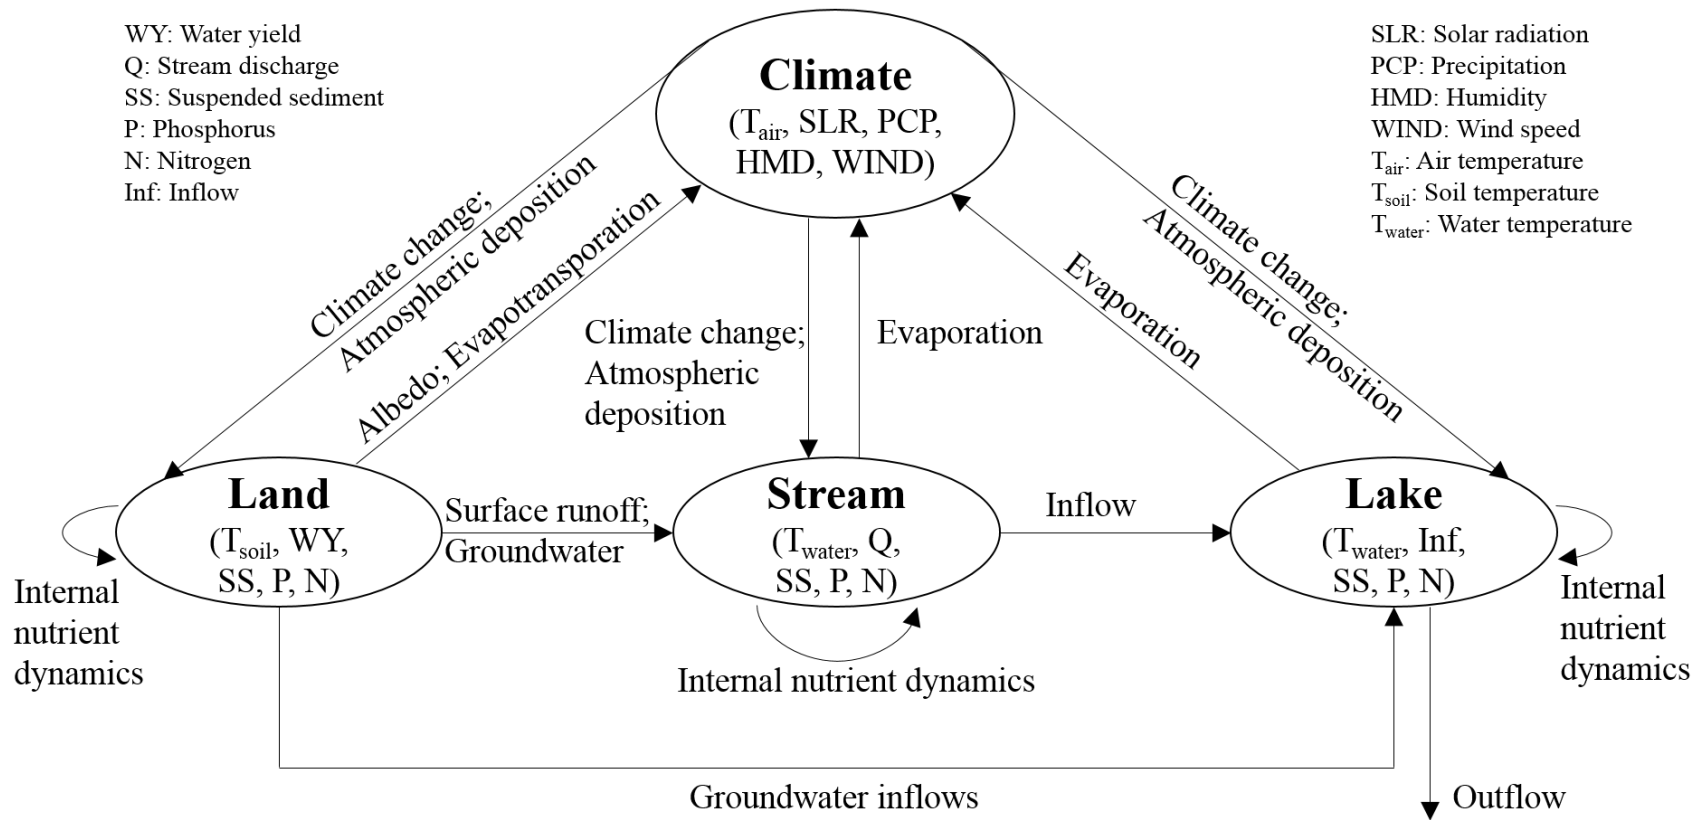 WY: Water yield
Q: Stream discharge
SS: Suspended sediment
P: Phosphorus
N: Nitrogen
Inf: Inflow
Climate
(Tair, SLR, PCP,
HMD, WIND)
SLR: Solar radiation
PCP: Precipitation
HMD: Humidity
WIND: Wind speed
Tair: Air temperature
Tsoil: Soil temperature
Twater: Water temperature
Climate change;
Atmospheric deposition
Albedo; Evapotransporation
Climate change;
Atmospheric
deposition
Evaporation
Evaporation
Climate change;
Atmospheric deposition
Land
(Tsoil, WY,
SS, P, N)
Surface runoff;
Groundwater
Stream
(Twater, Q,
SS, P, N)
Inflow
Lake
(Twater, Inf,
SS, P, N)
Internal
nutrient
dynamics
Internal nutrient dynamics
Internal
nutrient
dynamics
Groundwater inflows
Outflow